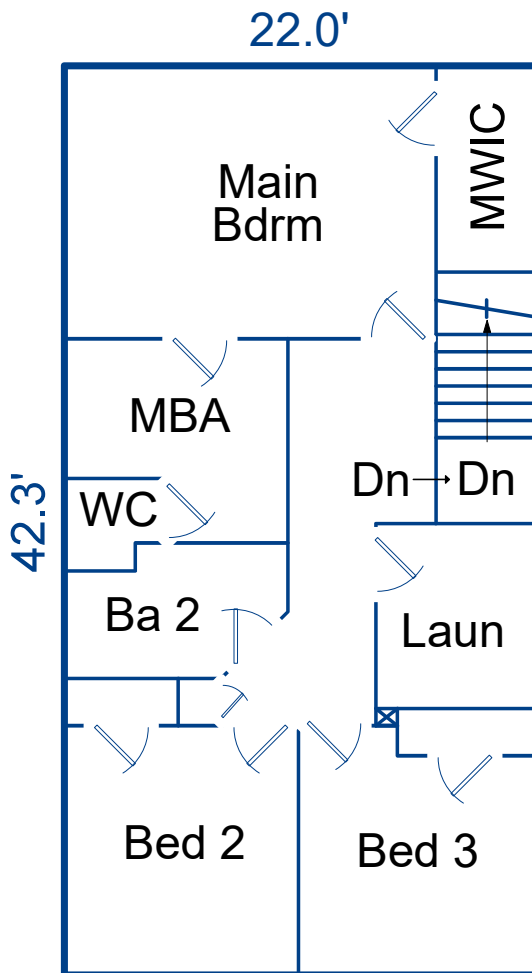 22.0'
MWIC
Main
Bdrm
MBA
Dn
Dn
WC
42.3'
Ba 2
Laun
Bed 2
Bed 3